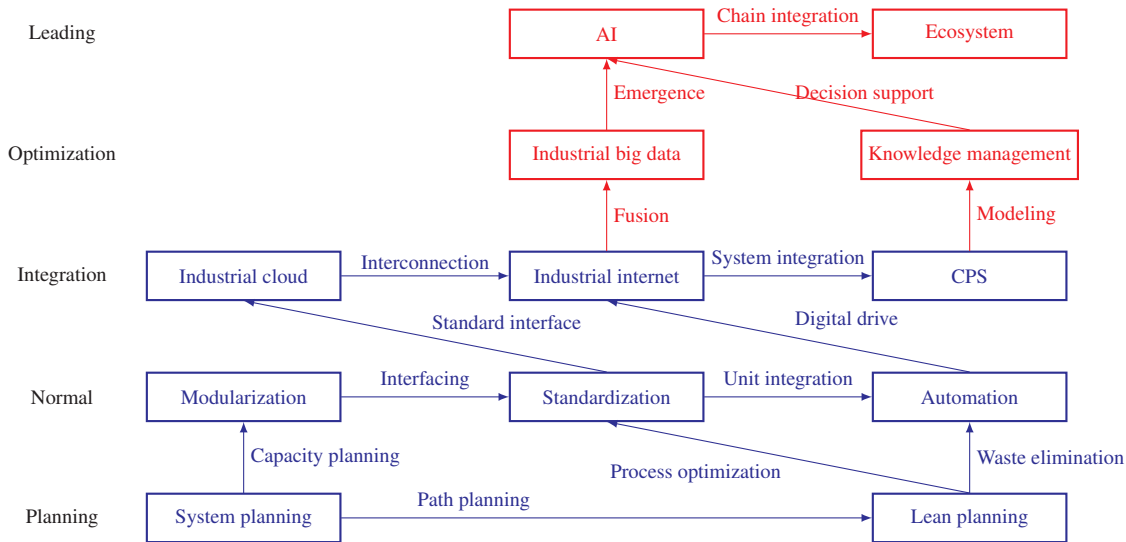 Leading
AI
Chain integration
Ecosystem
Emergence
Decision support
Optimization
Industrial big data
Knowledge management
Fusion
Modeling
Integration
Industrial cloud
Interconnection
Industrial internet
System integration
CPS
Standard interface
Digital drive
Normal
Modularization
Interfacing
Standardization
Unit integration
Automation
Capacity planning
Process optimization
Waste elimination
Planning
System planning
Path planning
Lean planning